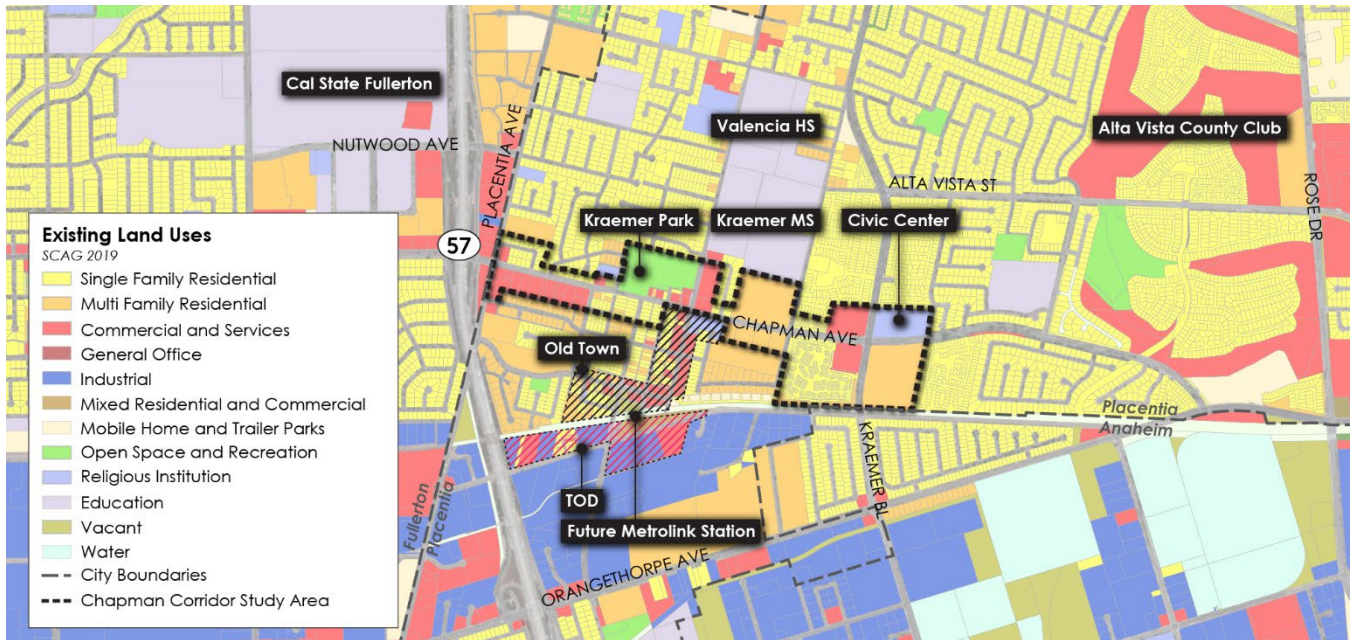 Cal State Fullerton
NUTWOOD AVE
PLACENTIA AVE
Valencia HS
Alta Vista County Club
ALTA VISTA ST
ROSE DR
Kraemer Park
Kraemer MS
Civic Center
57
CHAPMAN AVE
Old Town
Placentia
Anaheim
KRAEMER BL
TOD
Future Metrolink Station
Fullerton
Placentia
ORANGETHORPE AVE
Existing Land Uses
SCAG 2019
Single Family Residential
Multi Family Residential
Commercial and Services
General Office
Industrial
Mixed Residential and Commercial
Mobile Home and Trailer Parks
Open Space and Recreation
Religious Institution
Education
Vacant
Water
City Boundaries
Chapman Corridor Study Area